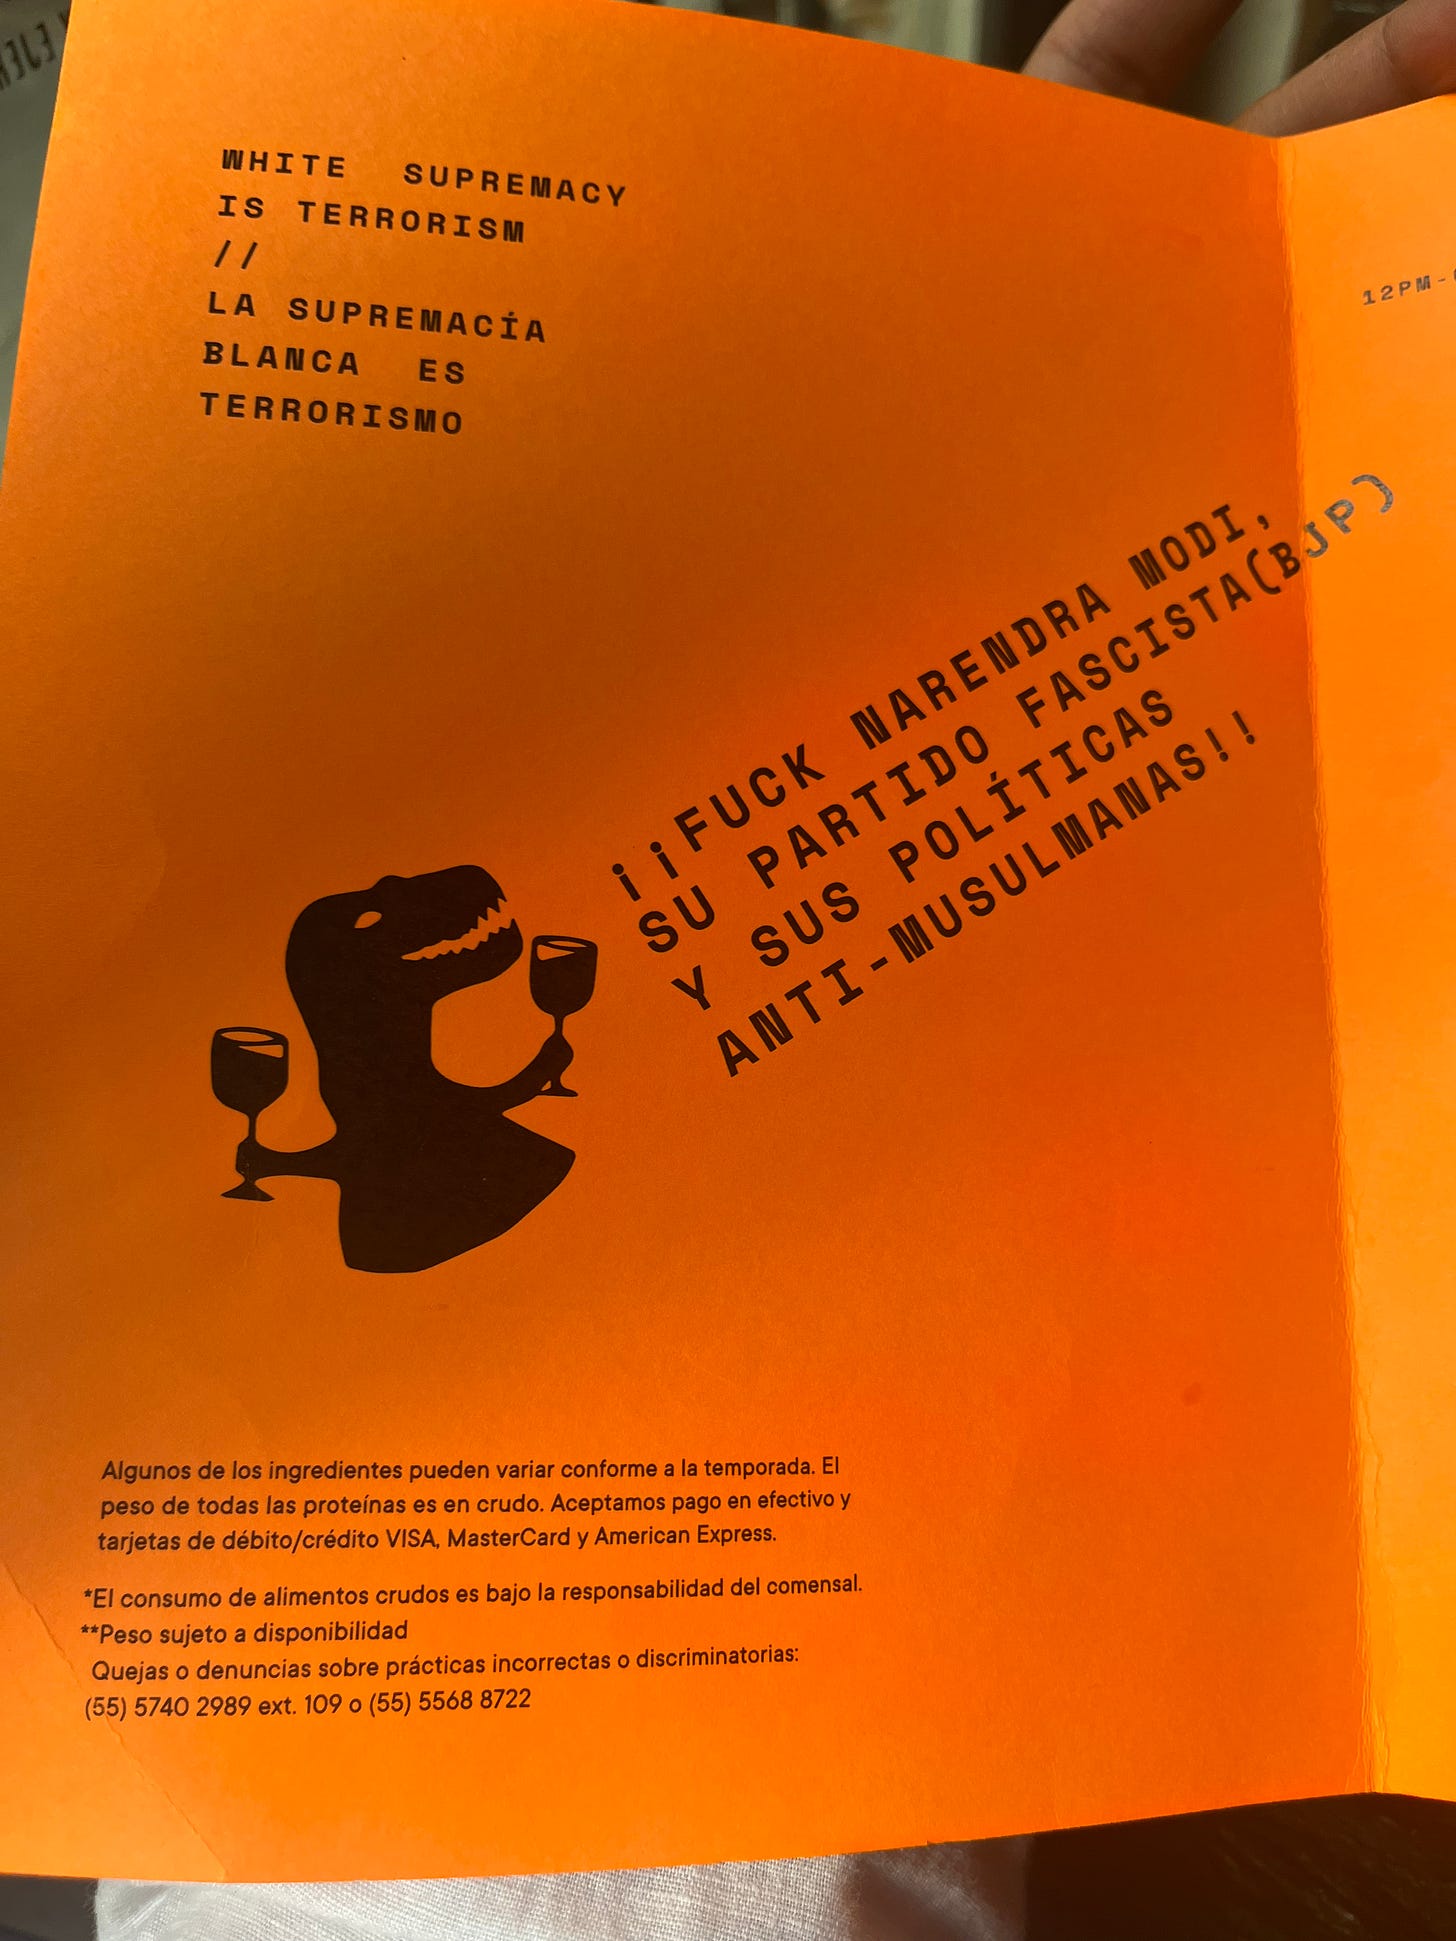 WHITE SUPREMACY
IS TERRORISM
//
LA SUPREMACÍA
BLANCA ES
TERRORISMO
12PM-
¡¡FUCK NARENDRA MODI,
SU PARTIDO FASCISTA(BJP)
Y SUS POLÍTICAS
ANTI-MUSULMANAS!!
Algunos de los ingredientes pueden variar conforme a la temporada. El
peso de todas las proteínas es en crudo. Aceptamos pago en efectivo y
tarjetas de débito/crédito VISA, MasterCard y American Express.
*El consumo de alimentos crudos es bajo la responsabilidad del comensal.
**Peso sujeto a disponibilidad
Quejas o denuncias sobre prácticas incorrectas o discriminatorias:
(55) 5740 2989 ext. 109 o (55) 5568 8722